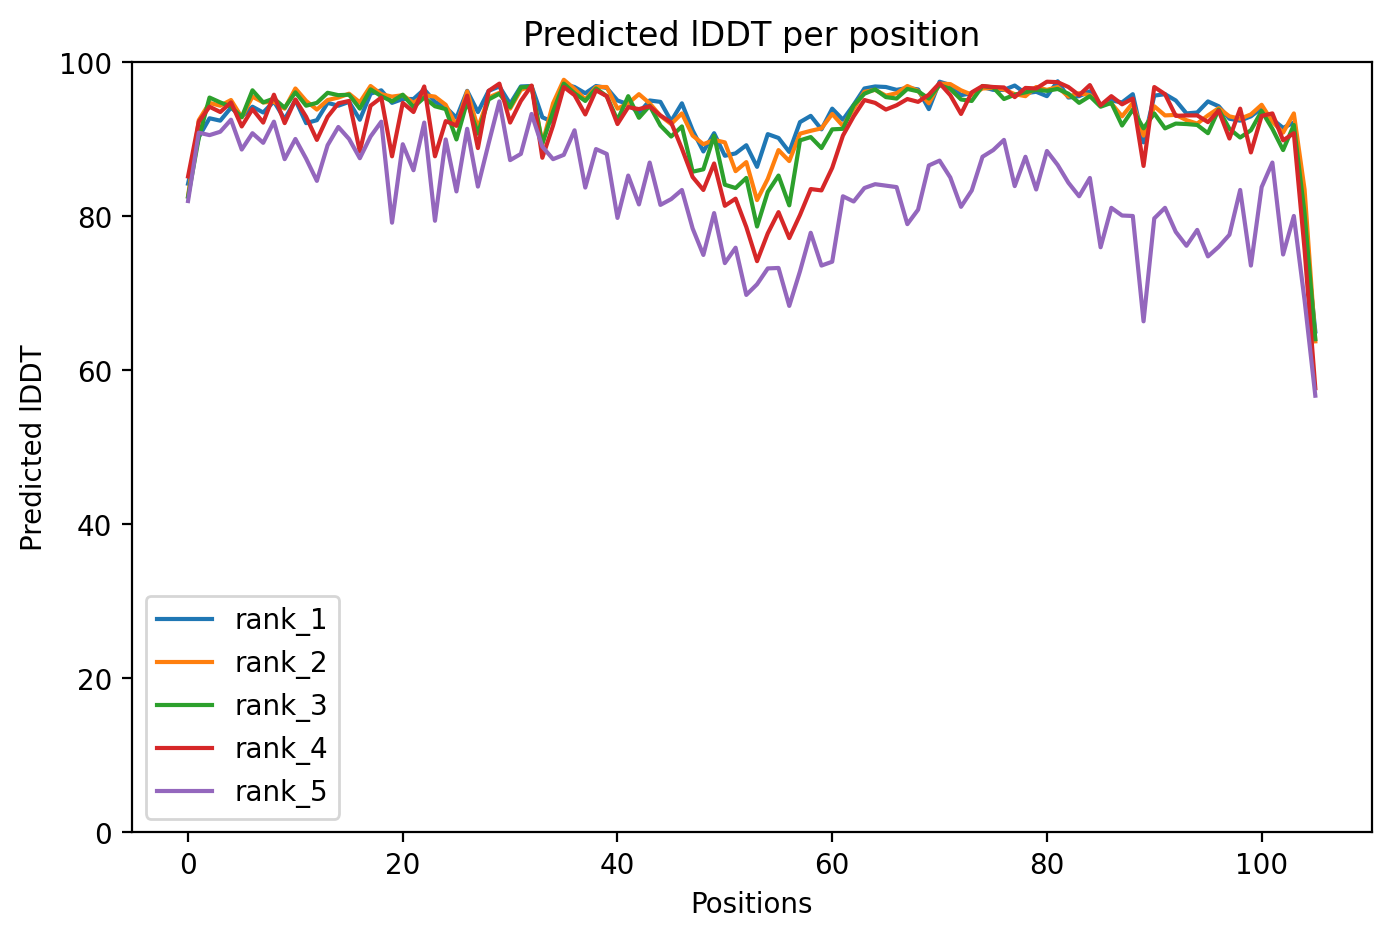 Predicted lDDT per position
100
80
60
40
20
0
Predicted lDDT
rank_1
rank_2
rank_3
rank_4
rank_5
0 20 40 60 80 100
Positions